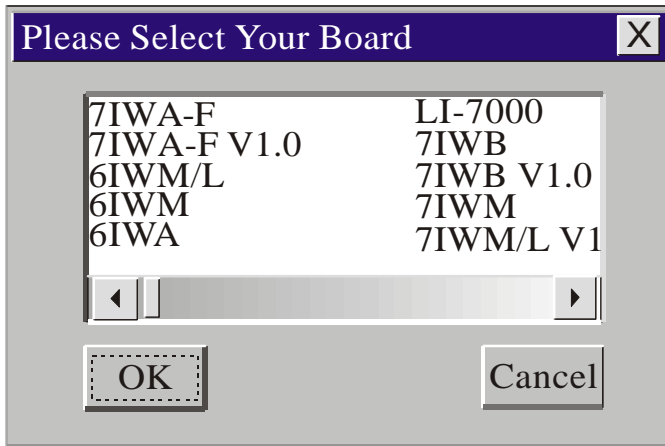 Please Select Your Board X
7IWA-F
7IWA-F V1.0
6IWM/L
6IWM
6IWA
LI-7000
7IWB
7IWB V1.0
7IWM
7IWM/L V1
OK
Cancel